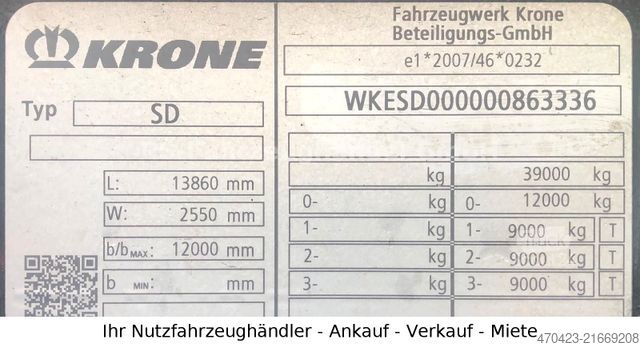 KRONE
Typ SD
L: 13860 mm
W: 2550 mm
b/b MAX: 12000 mm
b MIN: mm
Fahrzeugwerk Krone
Beteiligungs-GmbH
e1*2007/46*0232
WKESD000000863336
kg 39000 kg
0- kg 0- 12000 kg
1- kg 1- 9000 kg T
2- kg 2- 9000 kg T
3- kg 3- 9000 kg T
Ihr Nutzfahrzeughändler - Ankauf - Verkauf - Miete
470423-21669208